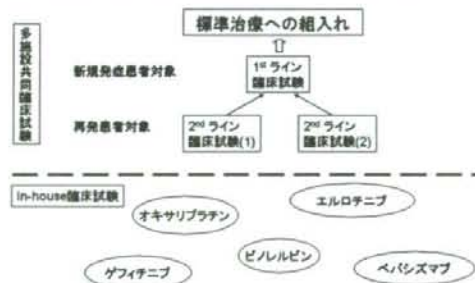 標準治療への組入れ
多施設共同臨床試験
新規発症患者対象
1st ライン
臨床試験
再発患者対象
2nd ライン
臨床試験(1)
2nd ライン
臨床試験(2)
In-house臨床試験
オキサリプラチン
エルロチニブ
ビノレルビン
ゲフィチニブ
ベバシズマブ